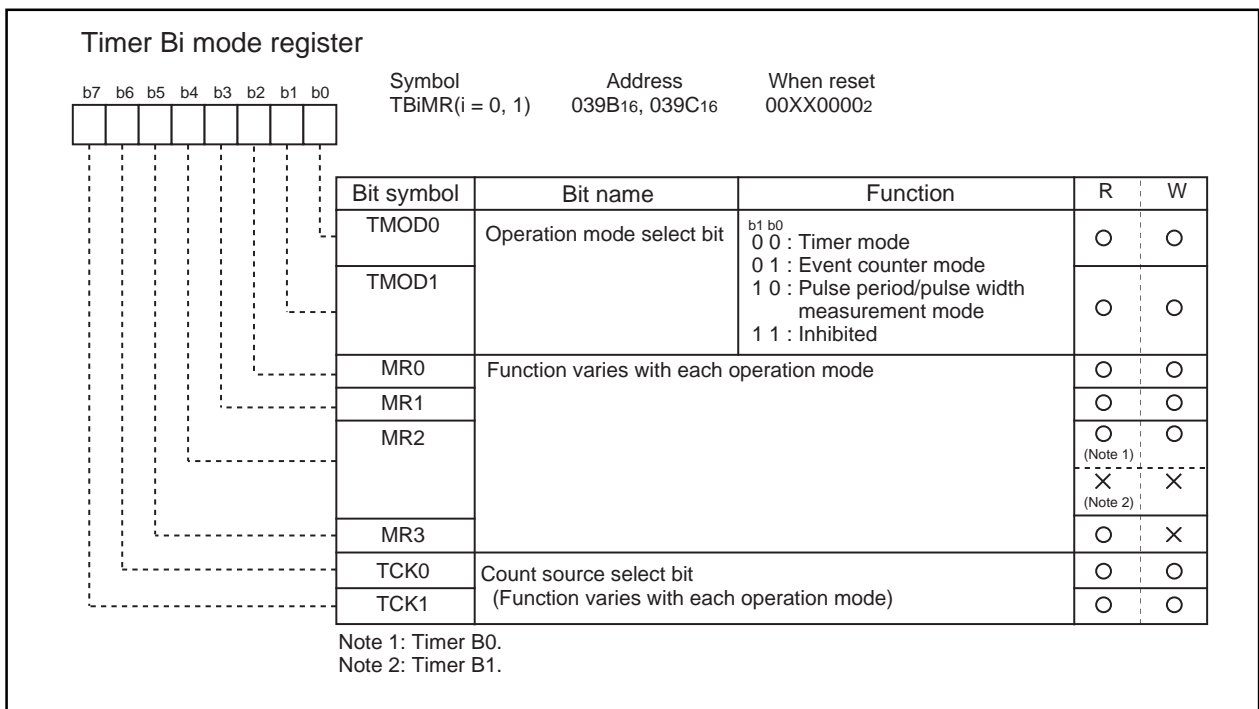 Timer Bi mode register
Symbol Address When reset
TBiMR(i = 0, 1) 039B16, 039C16 00XX00002
b7 b6 b5 b4 b3 b2 b1 b0
Bit symbol Bit name Function R W
TMOD0 Operation mode select bit b1 b0
0 0 : Timer mode
0 1 : Event counter mode
TMOD1 1 0 : Pulse period/pulse width
measurement mode
1 1 : Inhibited
MR0 Function varies with each operation mode
MR1
MR2
(Note 1)
(Note 2)
MR3
TCK0 Count source select bit
TCK1 (Function varies with each operation mode)
Note 1: Timer B0.
Note 2: Timer B1.